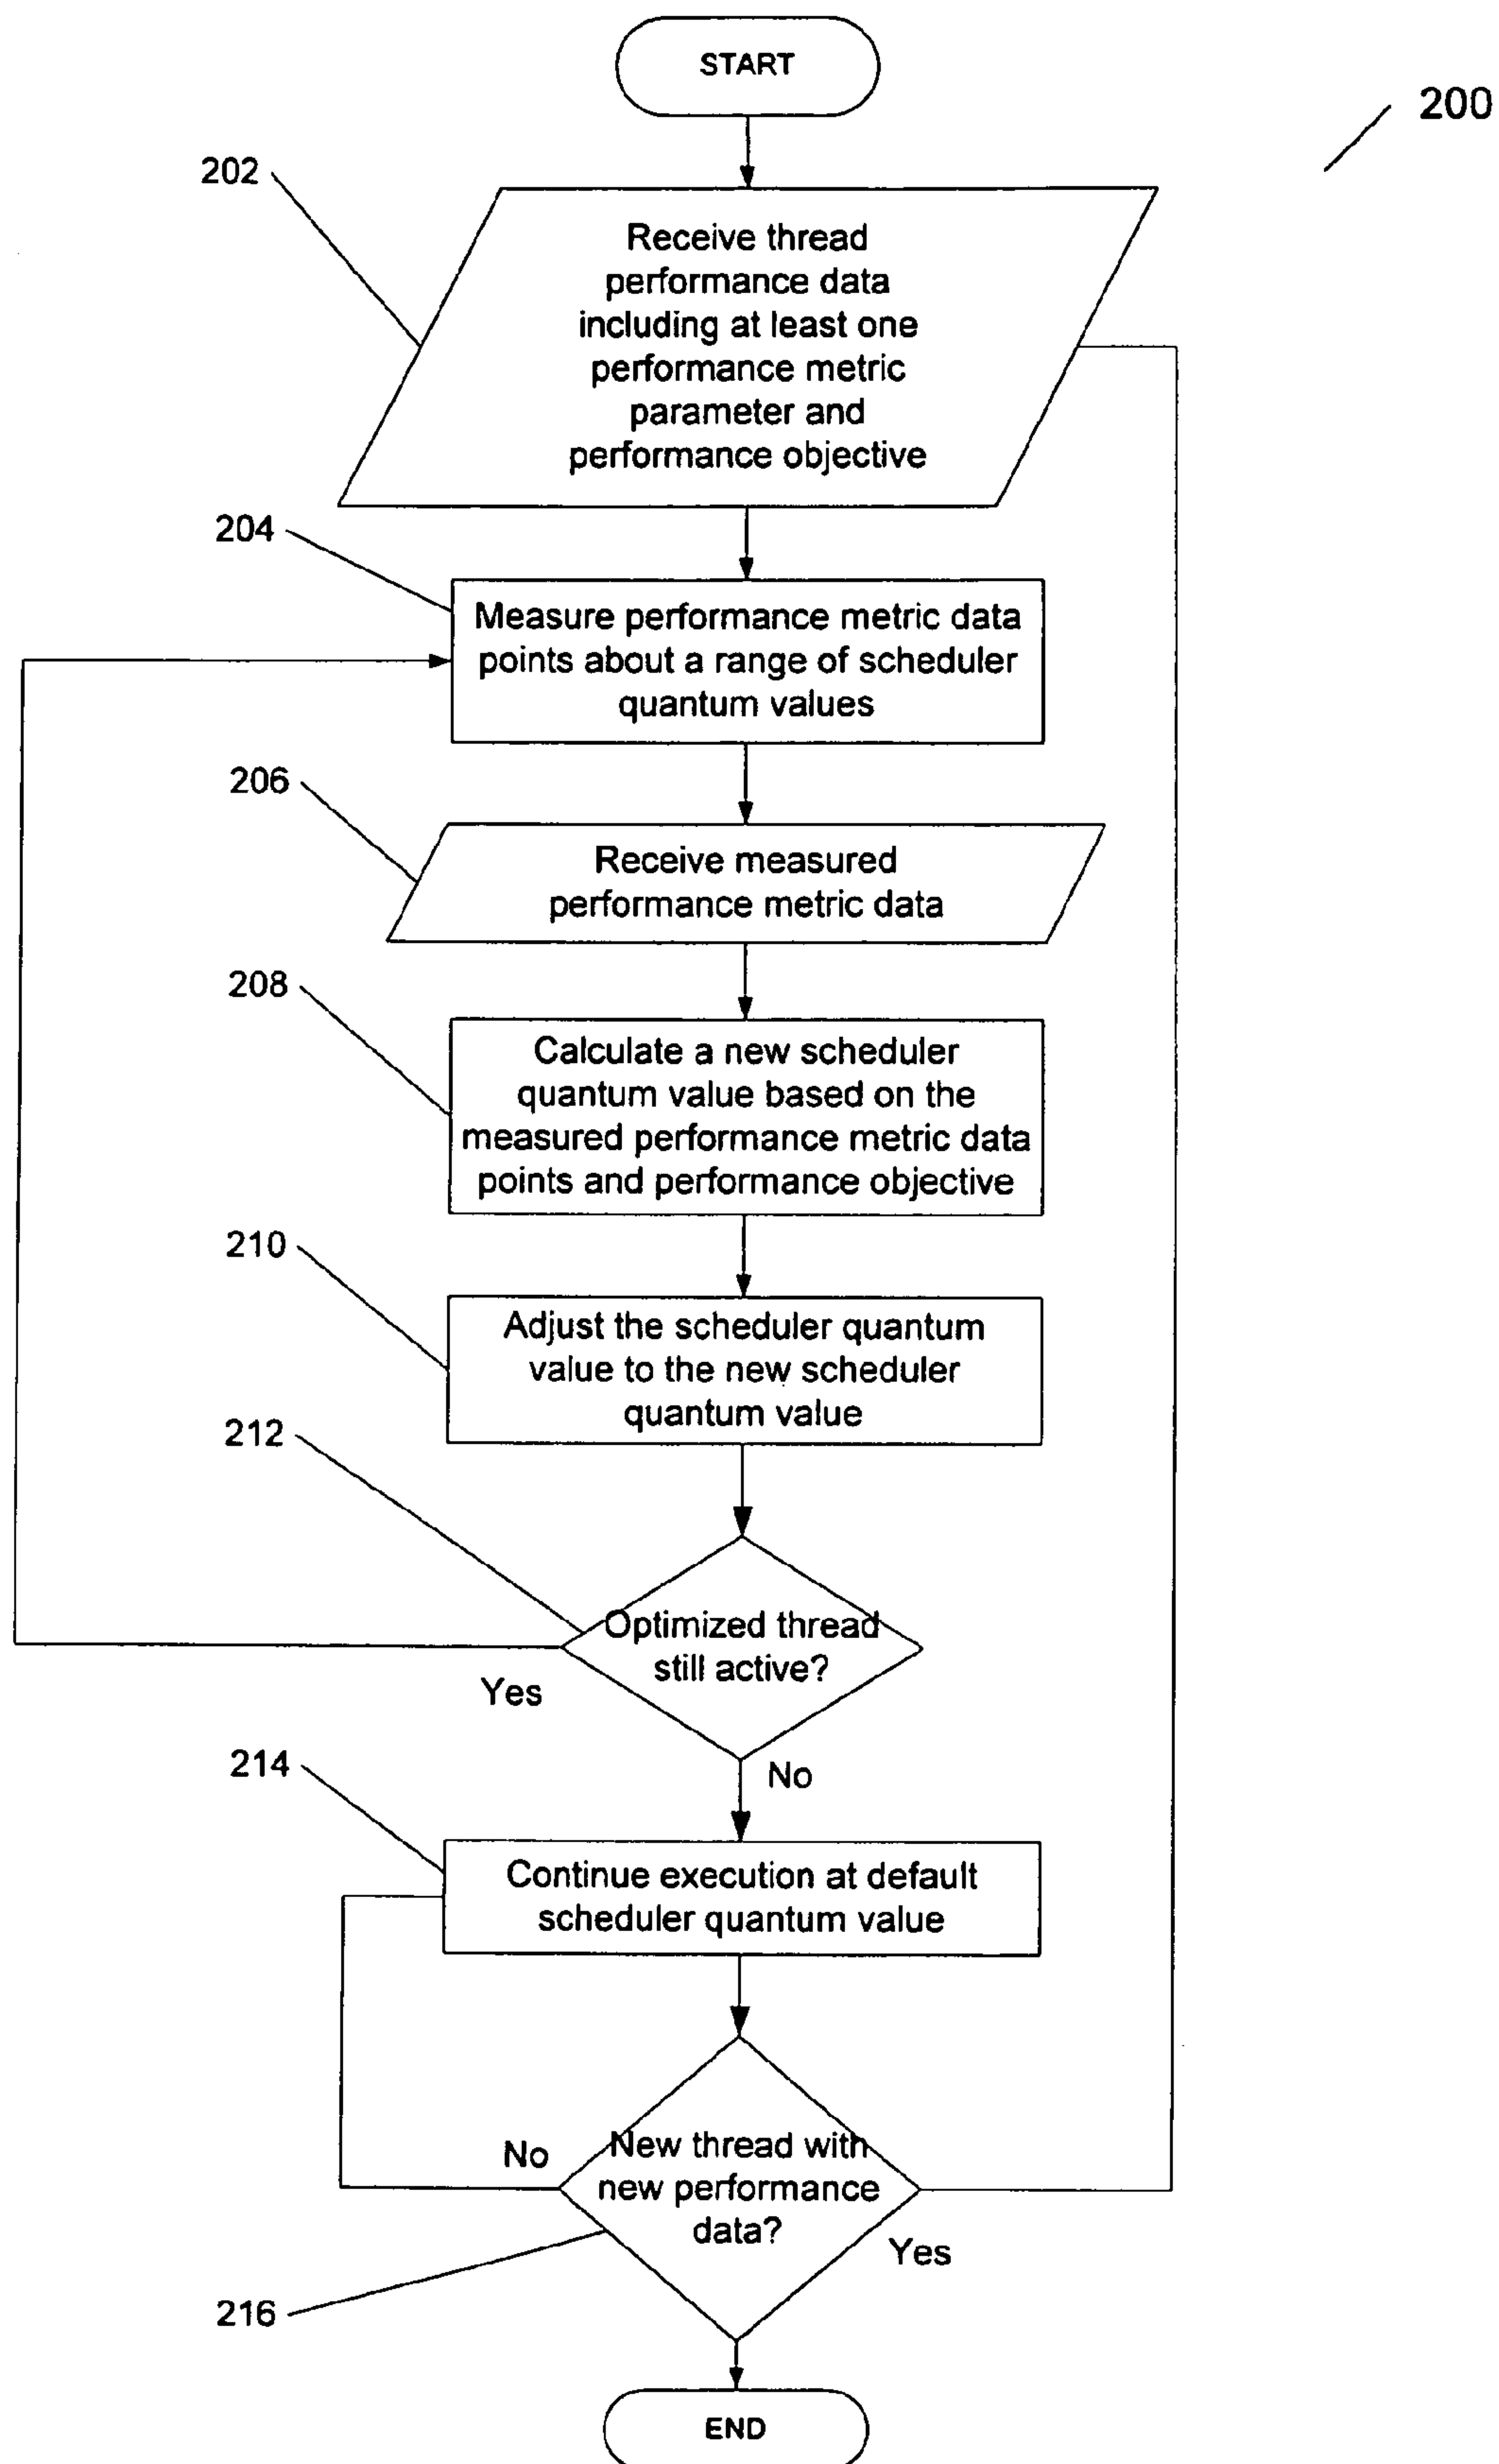 START
200
202
Receive thread
performance data
including at least one
performance metric
parameter and
performance objective
204
Measure performance metric data
points about a range of scheduler
quantum values
206
Receive measured
performance metric data
208
Calculate a new scheduler
quantum value based on the
measured performance metric data
points and performance objective
210
Adjust the scheduler quantum
value to the new scheduler
quantum value
212
Optimized thread
still active?
Yes
No
214
Continue execution at default
scheduler quantum value
No
New thread with
new performance
data?
Yes
216
END